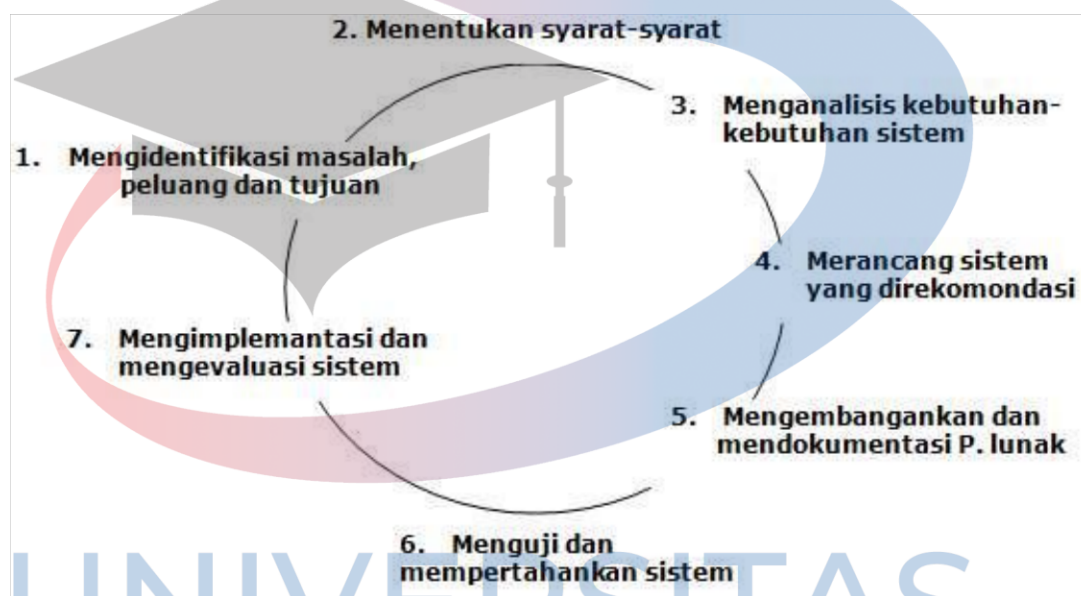 2. Menentukan syarat-syarat
3. Menganalisis kebutuhan-
kebutuhan sistem
1. Mengidentifikasi masalah,
peluang dan tujuan
4. Merancang sistem
yang direkomondasi
7. Mengimplemantasi dan
mengevaluasi sistem
5. Mengembangankan dan
mendokumentasi P. lunak
6. Menguji dan
mempertahankan sistem
UNIVERSITAS